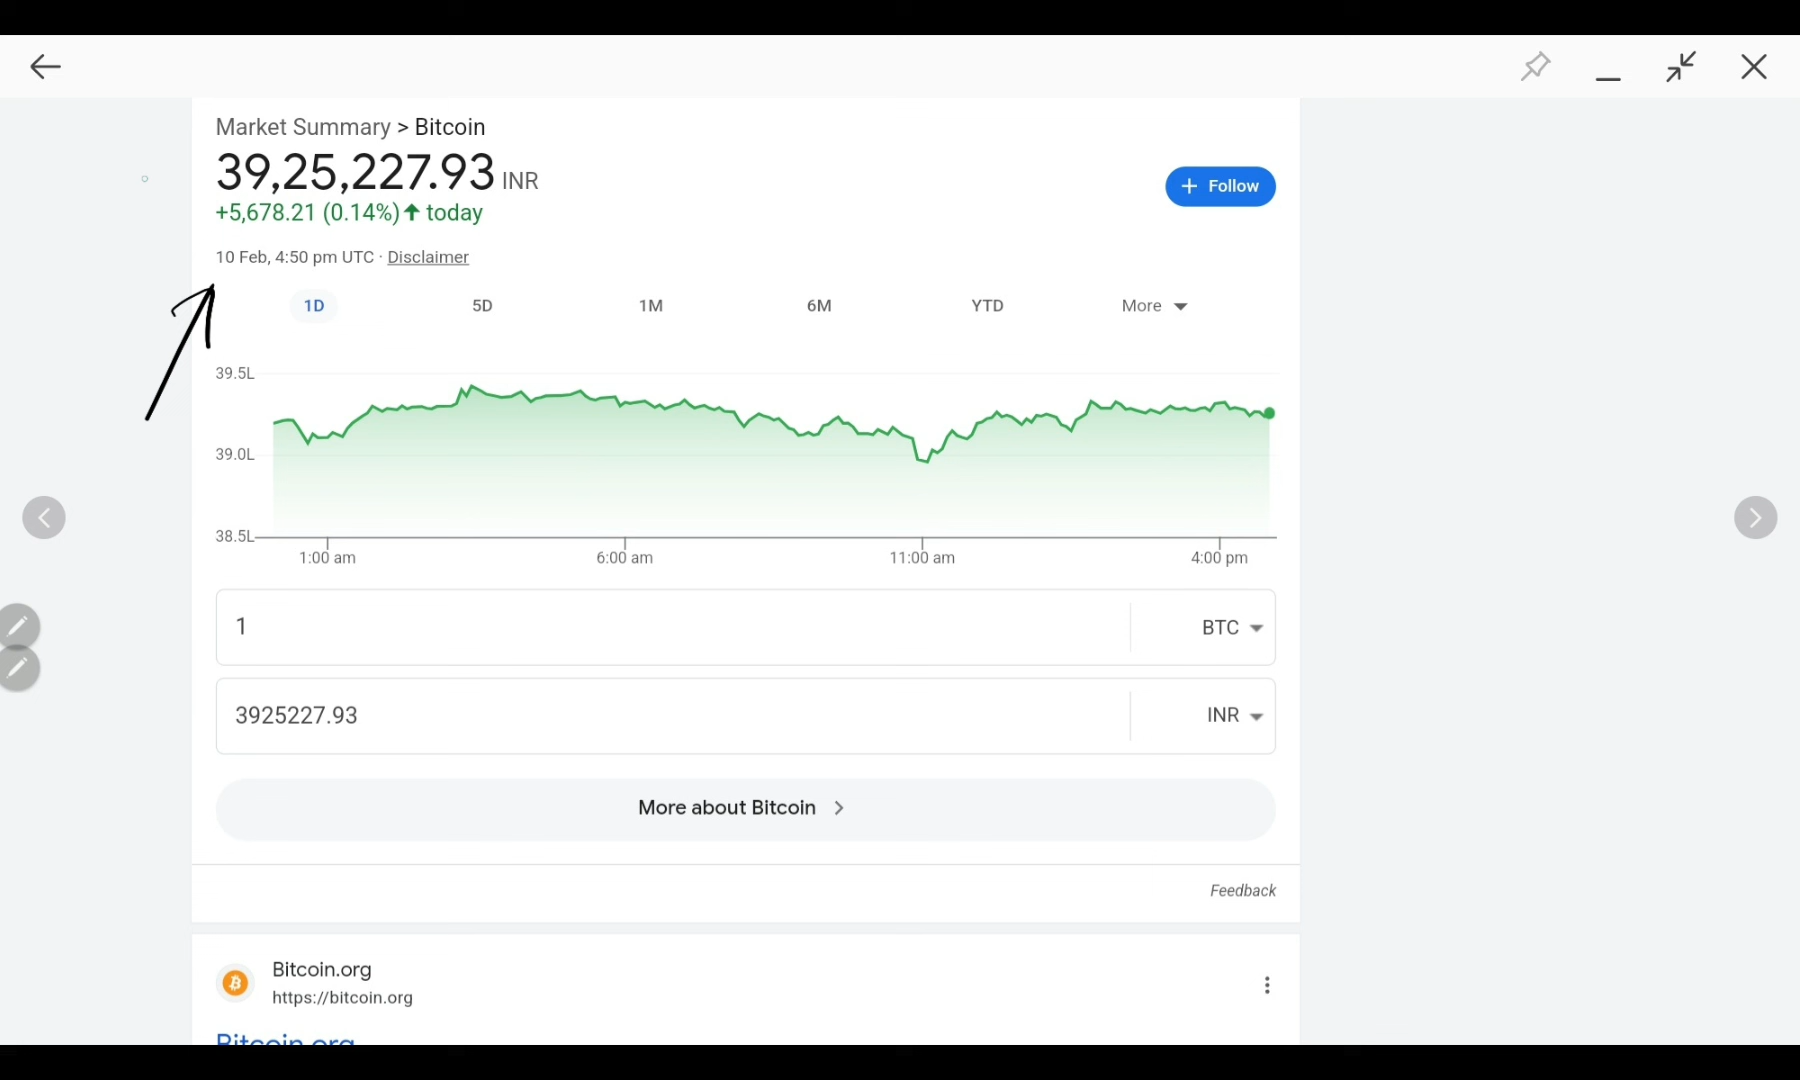 Market Summary > Bitcoin
39,25,227.93 INR
+ Follow
+5,678.21 (0.14%) ↑ today
10 Feb, 4:50 pm UTC · Disclaimer
1D 5D 1M 6M YTD More
39.5L
39.0L
38.5L
1:00 am 6:00 am 11:00 am 4:00 pm
1 BTC
3925227.93 INR
More about Bitcoin >
Feedback
Bitcoin.org
https://bitcoin.org
Bitcoin.org